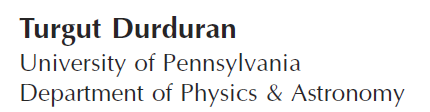 Turgut Durduran
University of Pennsylvania
Department of Physics & Astronomy